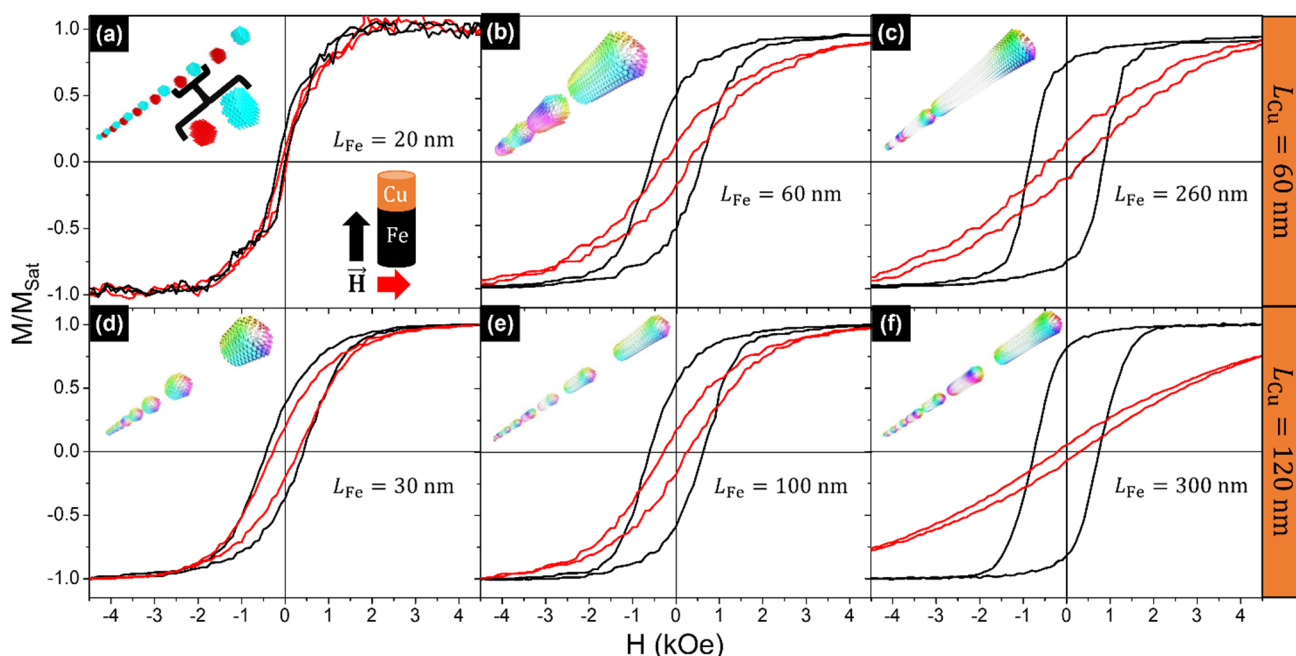 (a)
L_Fe = 20 nm
Cu
Fe
H⃗
(b)
L_Fe = 60 nm
(c)
L_Fe = 260 nm
L_Cu = 60 nm
1.0
0.5
0.0
-0.5
-1.0
M/M_Sat
(d)
L_Fe = 30 nm
(e)
L_Fe = 100 nm
(f)
L_Fe = 300 nm
L_Cu = 120 nm
1.0
0.5
0.0
-0.5
-1.0
-4 -3 -2 -1 0 1 2 3 4
-4 -3 -2 -1 0 1 2 3 4
-4 -3 -2 -1 0 1 2 3 4
H (kOe)